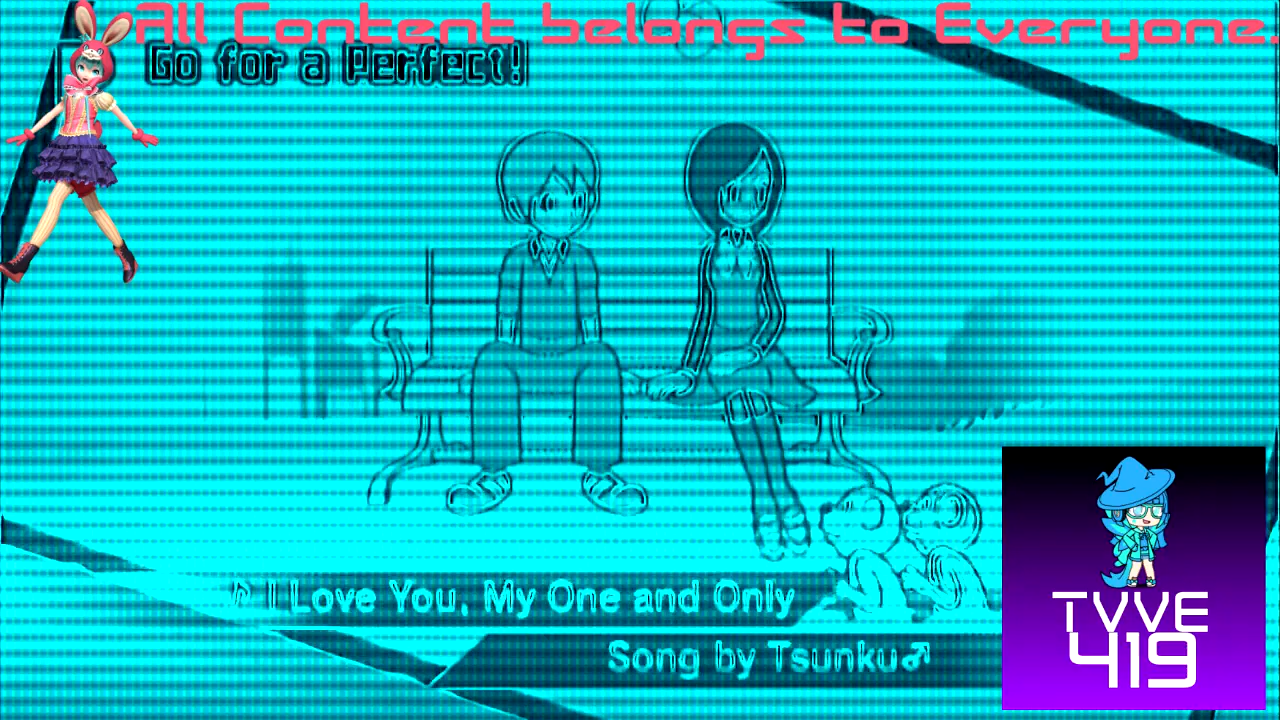 All Content belongs to Everyone.
Go for a Perfect!
♪ I Love You, My One and Only
Song by Tsunku♂
TVVE
419